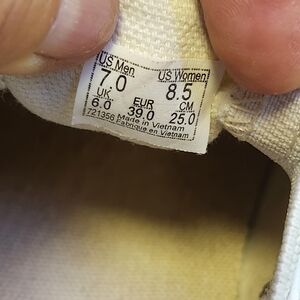 US Men US Women
7.0 8.5
UK EUR CM
6.0 39.0 25.0
721356 Made in Vietnam
Fabriqué en Vietnam